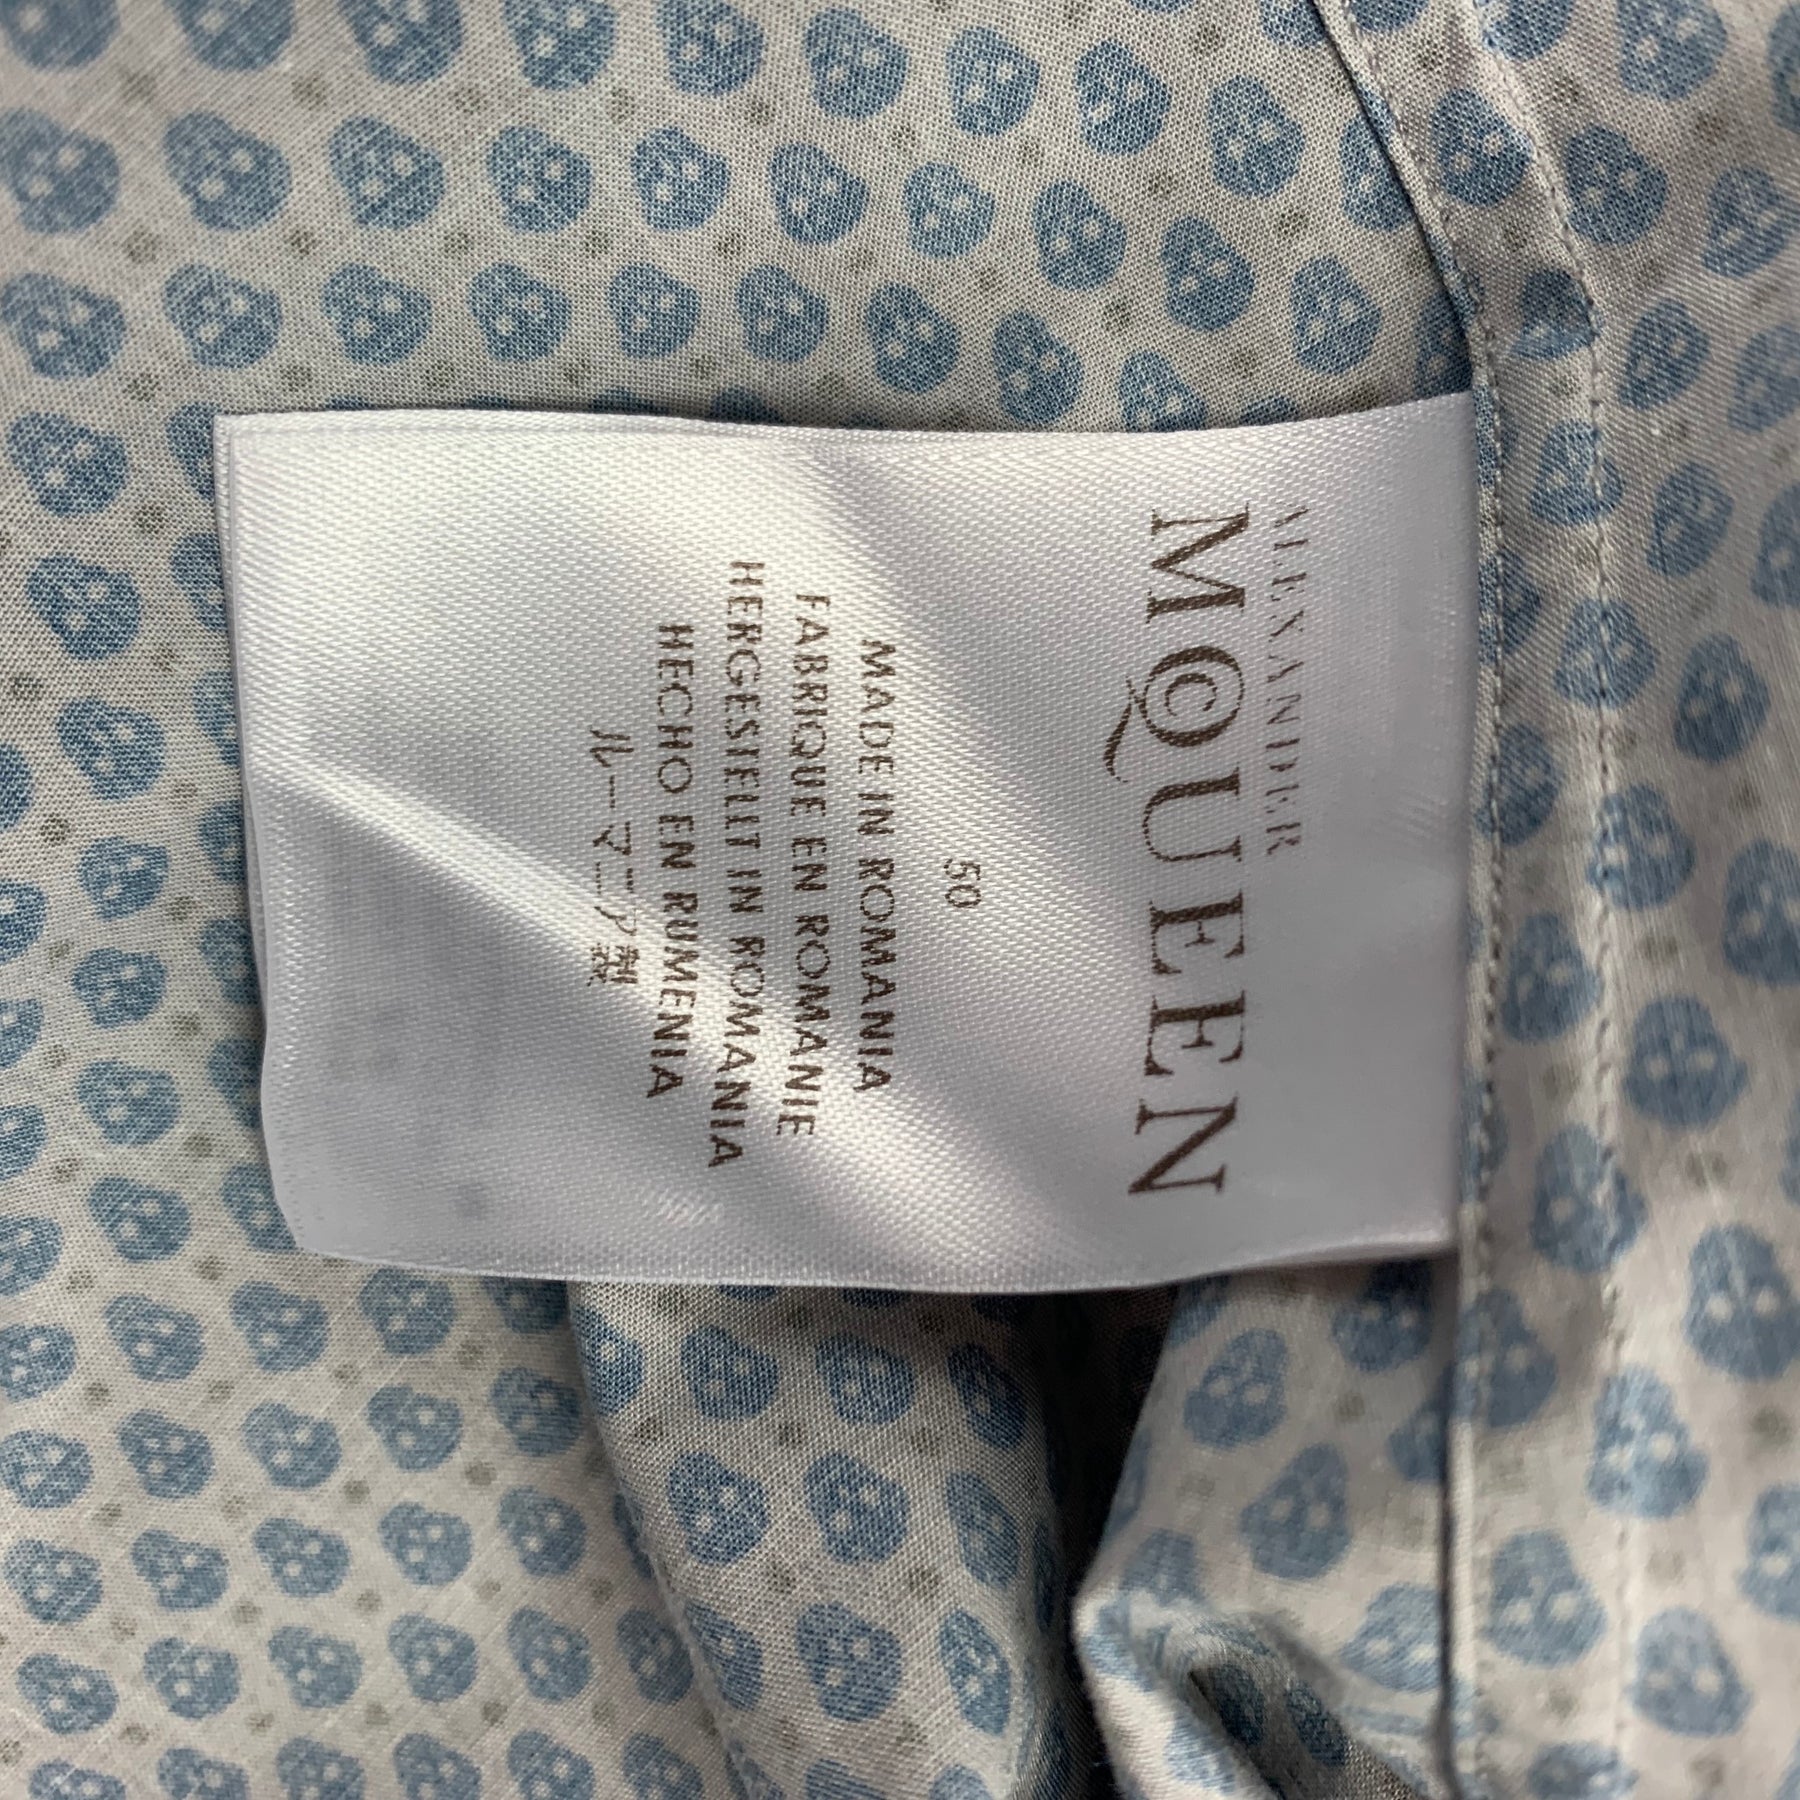 ALEXANDER
MCQUEEN
50
MADE IN ROMANIA
FABRIQUE EN ROMANIE
HERGESTELLT IN ROMANIA
HECHO EN RUMENIA
ルーマニア製